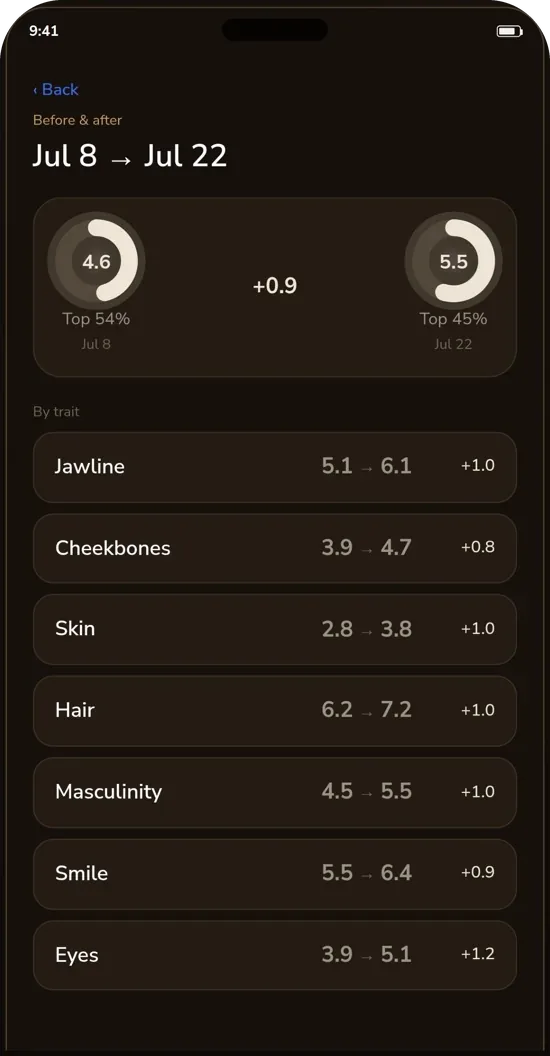 9:41
‹ Back
Before & after
Jul 8 → Jul 22
4.6
5.5
+0.9
Top 54%
Top 45%
Jul 8
Jul 22
By trait
Jawline 5.1 → 6.1 +1.0
Cheekbones 3.9 → 4.7 +0.8
Skin 2.8 → 3.8 +1.0
Hair 6.2 → 7.2 +1.0
Masculinity 4.5 → 5.5 +1.0
Smile 5.5 → 6.4 +0.9
Eyes 3.9 → 5.1 +1.2